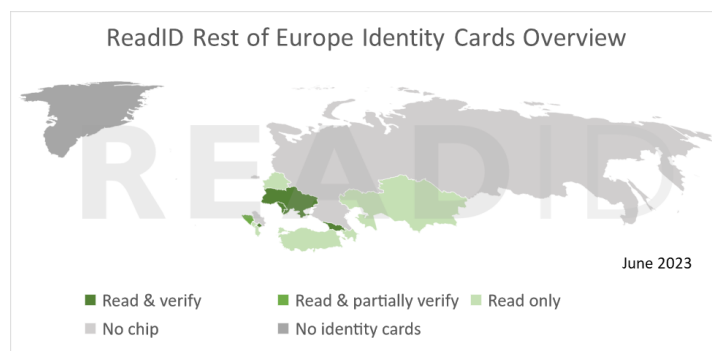 ReadID Rest of Europe Identity Cards Overview
READID
June 2023
Read & verify
Read & partially verify
Read only
No chip
No identity cards